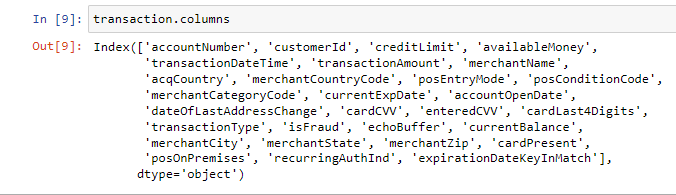 In [9]: transaction.columns
Out[9]: Index(['accountNumber', 'customerId', 'creditLimit', 'availableMoney',
'transactionDateTime', 'transactionAmount', 'merchantName',
'acqCountry', 'merchantCountryCode', 'posEntryMode', 'posConditionCode',
'merchantCategoryCode', 'currentExpDate', 'accountOpenDate',
'dateOfLastAddressChange', 'cardCVV', 'enteredCVV', 'cardLast4Digits',
'transactionType', 'isFraud', 'echoBuffer', 'currentBalance',
'merchantCity', 'merchantState', 'merchantZip', 'cardPresent',
'posOnPremises', 'recurringAuthInd', 'expirationDateKeyInMatch'],
dtype='object')